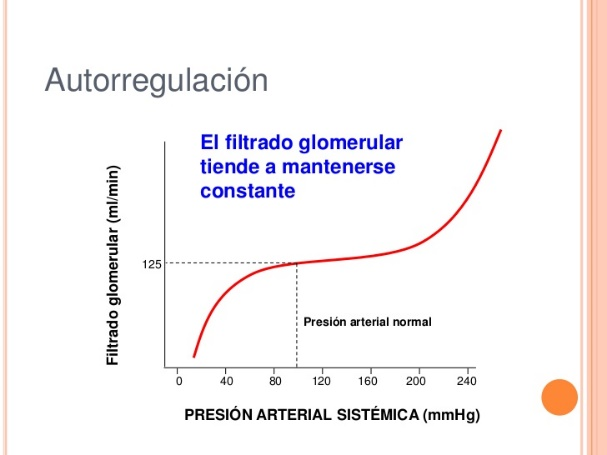 Autorregulación
El filtrado glomerular
tiende a mantenerse
constante
Filtrado glomerular (ml/min)
125
Presión arterial normal
0 40 80 120 160 200 240
PRESIÓN ARTERIAL SISTÉMICA (mmHg)